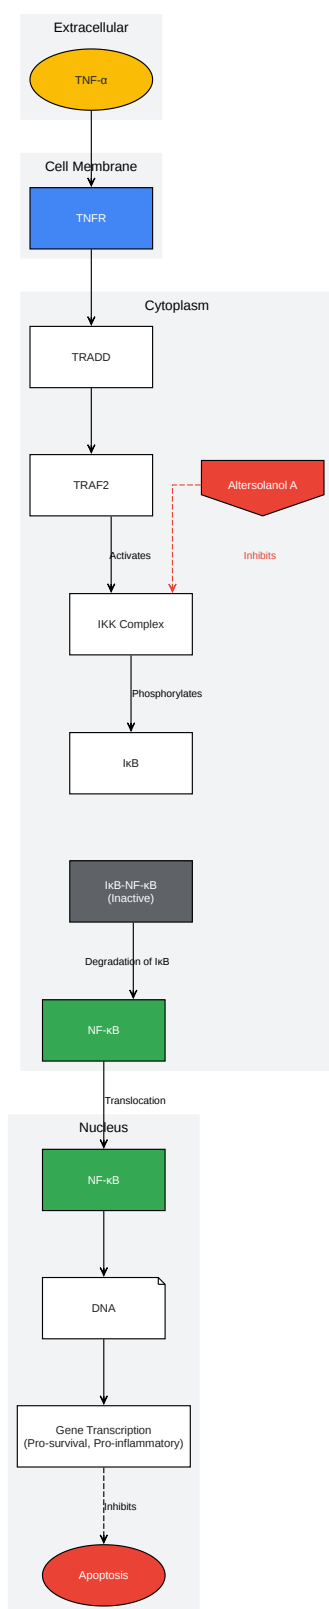 Extracellular
TNF-α
Cell Membrane
TNFR
Cytoplasm
TRADD
TRAF2
Altersolanol A
Activates
Inhibits
IKK Complex
Phosphorylates
IκB
IκB-NF-κB
(Inactive)
Degradation of IκB
NF-κB
Translocation
Nucleus
NF-κB
DNA
Gene Transcription
(Pro-survival, Pro-inflammatory)
Inhibits
Apoptosis